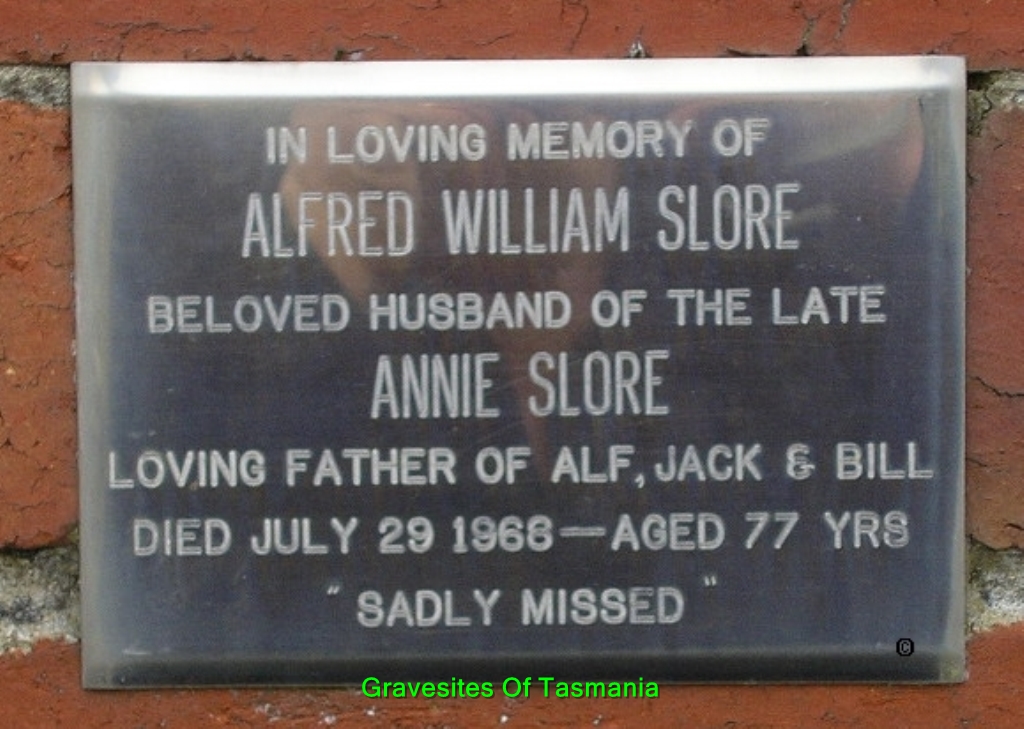 IN LOVING MEMORY OF
ALFRED WILLIAM SLORE
BELOVED HUSBAND OF THE LATE
ANNIE SLORE
LOVING FATHER OF ALF, JACK & BILL
DIED JULY 29 1968 — AGED 77 YRS
"SADLY MISSED"
©
Gravesites Of Tasmania